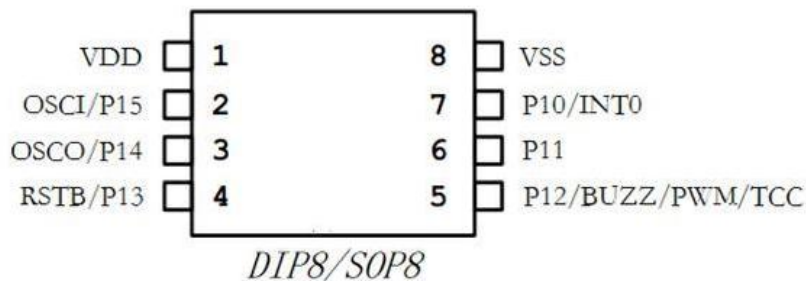 VDD 1 8 VSS
OSCI/P15 2 7 P10/INT0
OSCO/P14 3 6 P11
RSTB/P13 4 5 P12/BUZZ/PWM/TCC
DIP8/SOP8